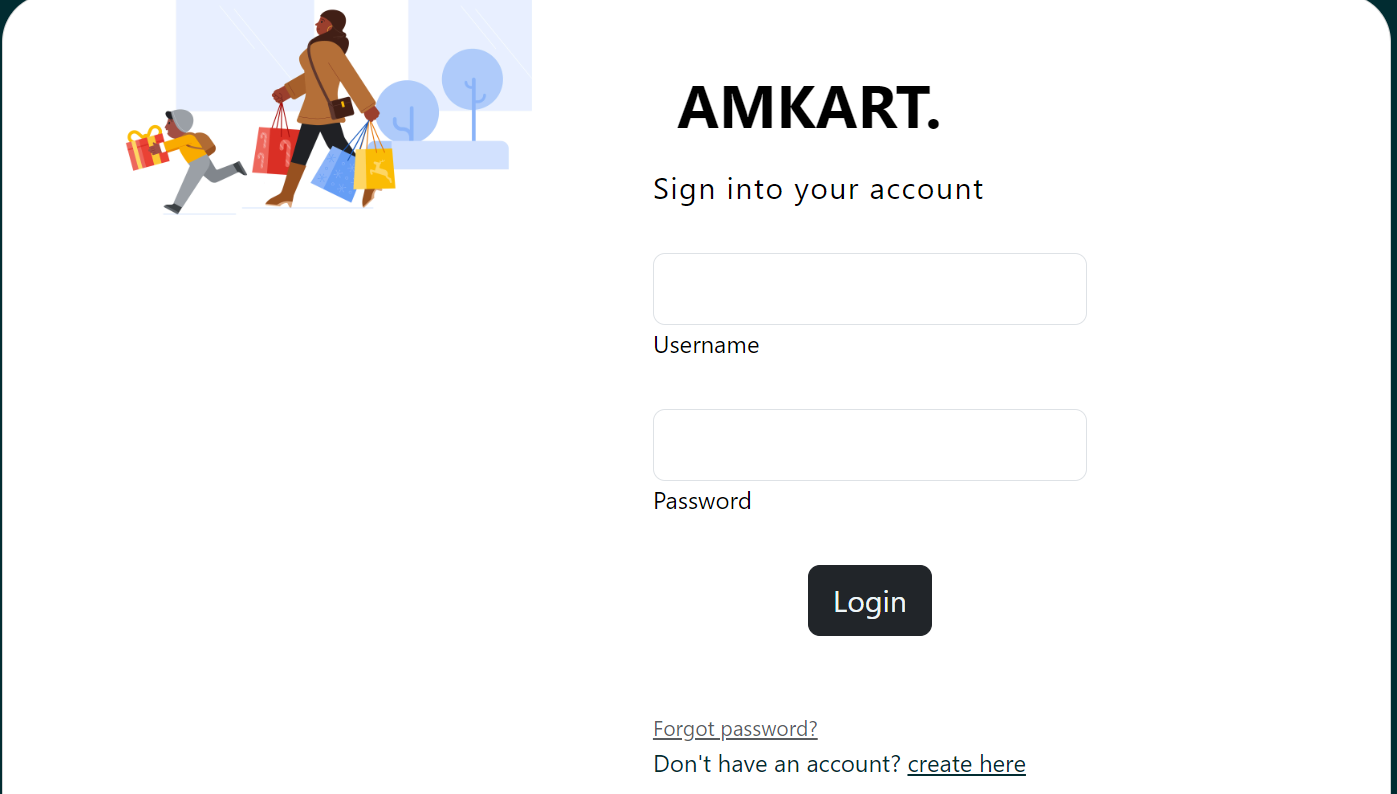 AMKART.
Sign into your account
Username
Password
Login
Forgot password?
Don't have an account? create here